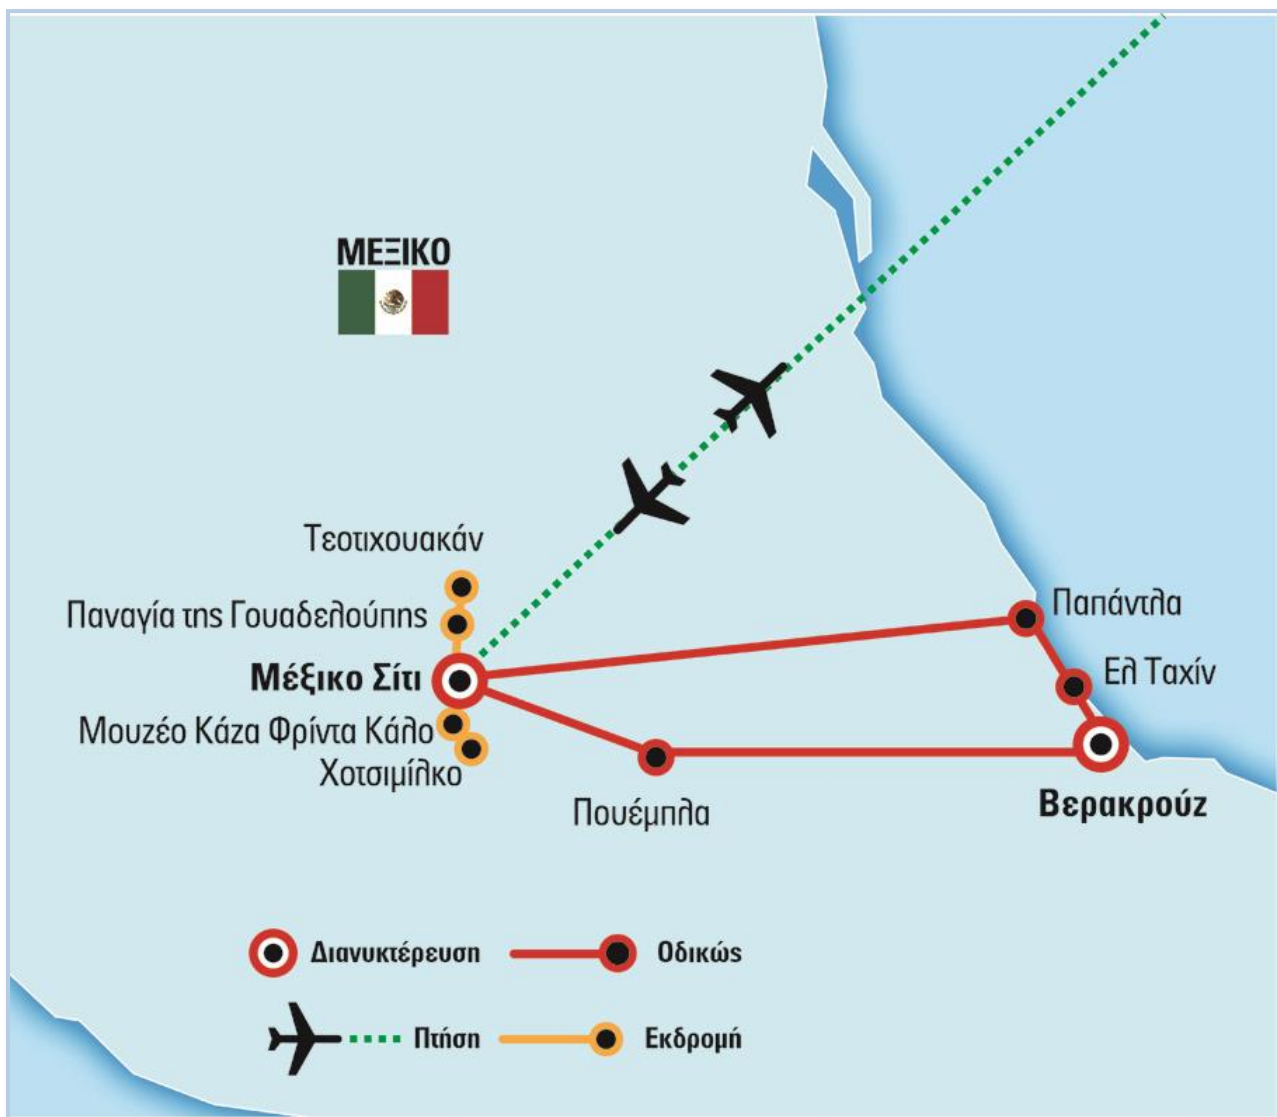 ΜΕΞΙΚΟ
Τεοτιχουακάν
Παναγία της Γουαδελούπης
Μέξικο Σίτι
Μουζέο Κάζα Φρίντα Κάλο
Χοτσιμίλκο
Πουέμπλα
Παπάντλα
Ελ Ταχίν
Βερακρούζ
Διανυκτέρευση
Οδικώς
Πτήση
Εκδρομή